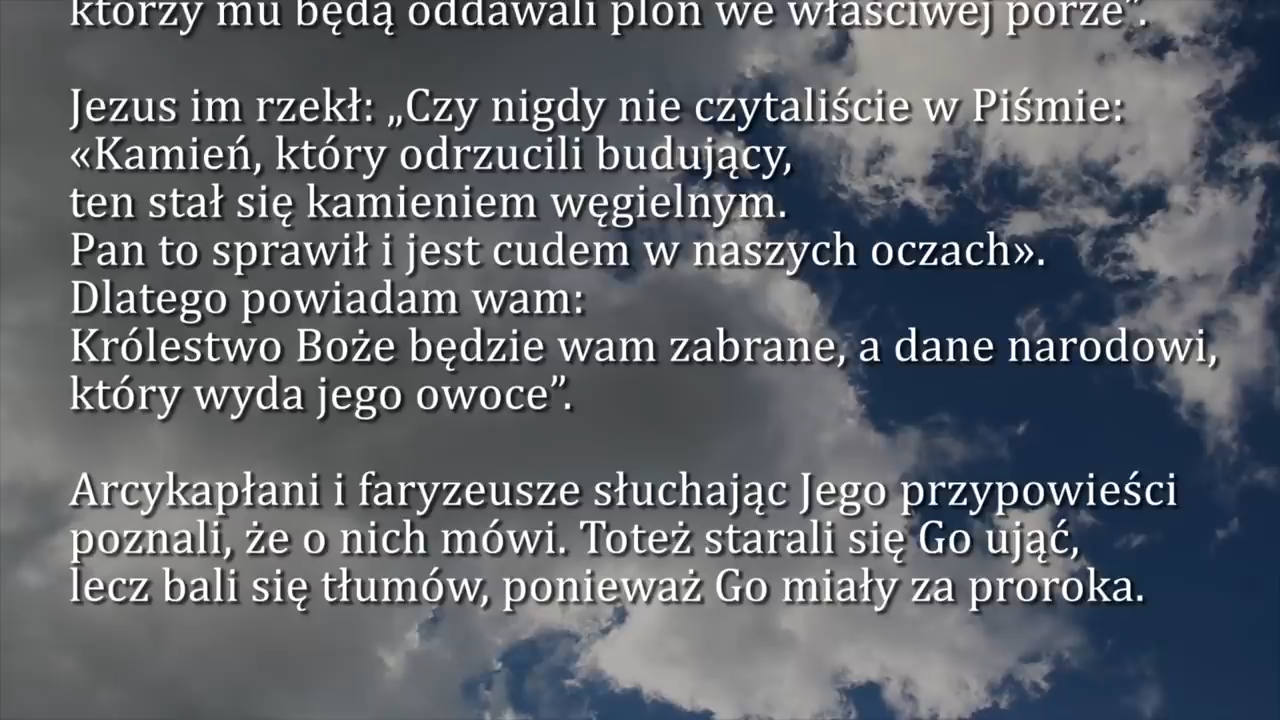 którzy mu będą oddawali plon we właściwej porze”.
Jezus im rzekł: „Czy nigdy nie czytaliście w Piśmie:
«Kamień, który odrzucili budujący,
ten stał się kamieniem węgielnym.
Pan to sprawił i jest cudem w naszych oczach».
Dlatego powiadam wam:
Królestwo Boże będzie wam zabrane, a dane narodowi,
który wyda jego owoce”.
Arcykapłani i faryzeusze słuchając Jego przypowieści
poznali, że o nich mówi. Toteż starali się Go ująć,
lecz bali się tłumów, ponieważ Go miały za proroka.